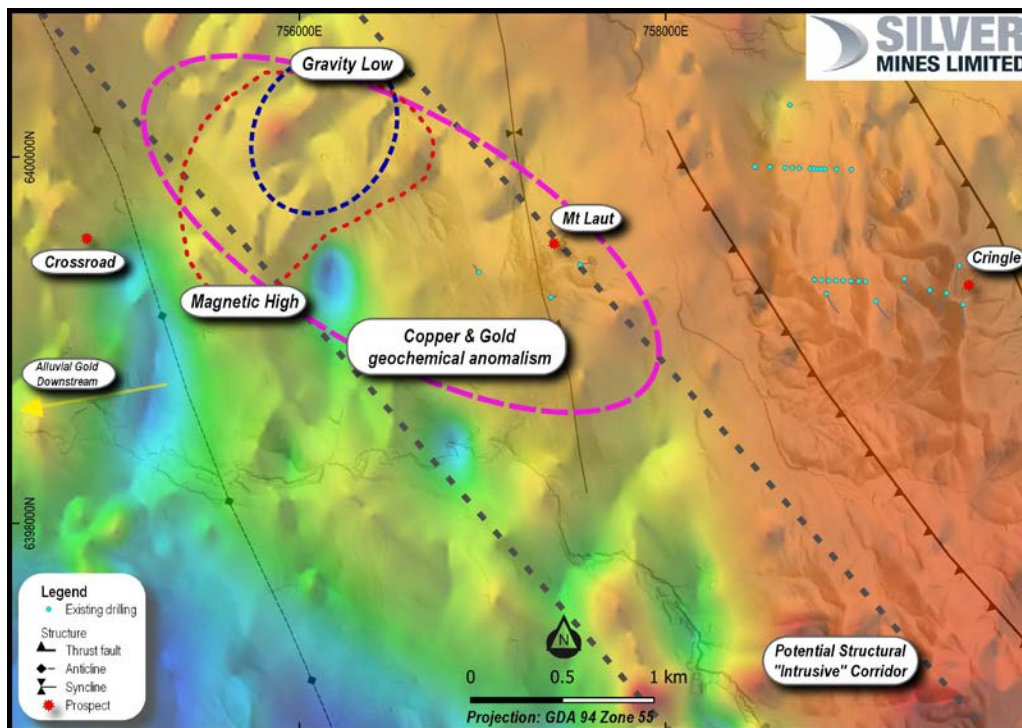 756000E
758000E
SILVER
MINES LIMITED
Gravity Low
6400000N
Mt Laut
Crossroad
Cringle
Magnetic High
Copper & Gold
geochemical anomalism
Alluvial Gold
Downstream
6398000N
Legend
Existing drilling
Structure
Thrust fault
Anticline
Syncline
Prospect
N
0 0.5 1 km
Projection: GDA 94 Zone 55
Potential Structural
"Intrusive" Corridor